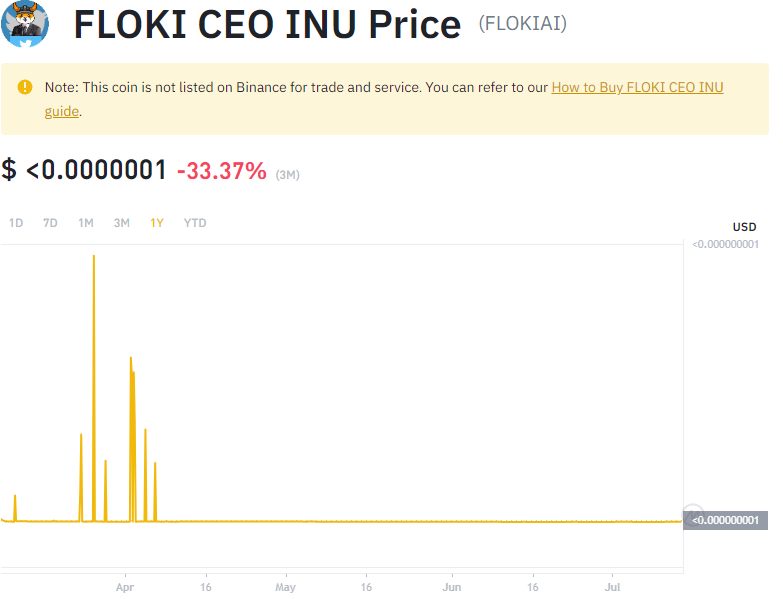 FLOKI CEO INU Price (FLOKIAI)
Note: This coin is not listed on Binance for trade and service. You can refer to our How to Buy FLOKI CEO INU
guide.
$ <0.0000001 -33.37% (3M)
1D 7D 1M 3M 1Y YTD
USD
<0.000000001
<0.000000001
Apr 16 May 16 Jun 16 Jul